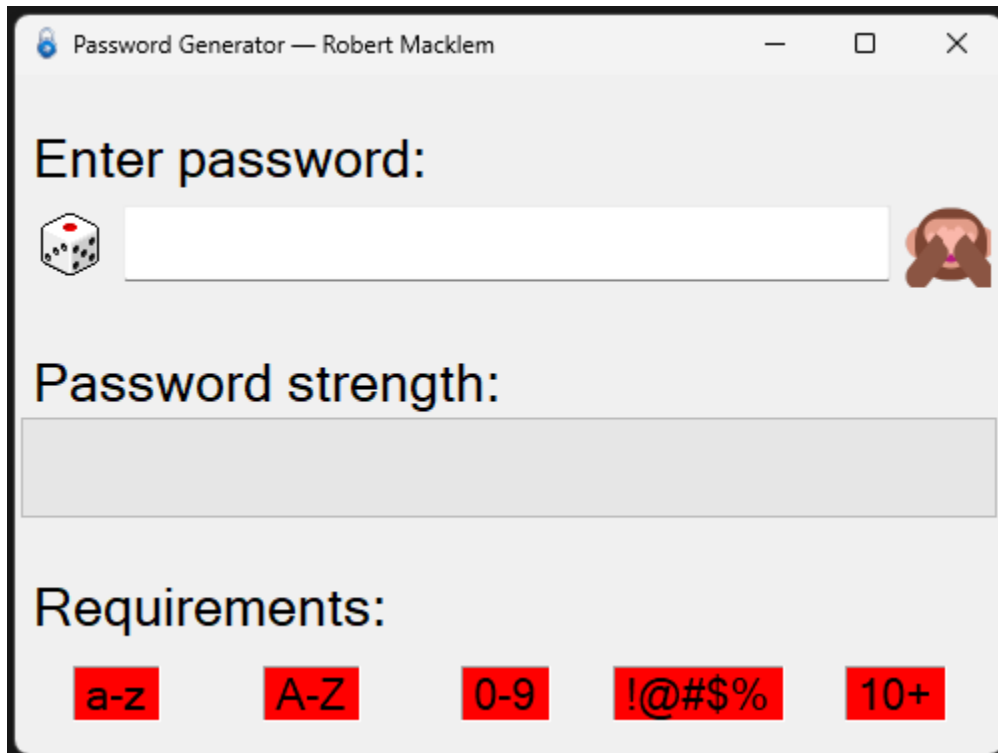 Password Generator — Robert Macklem
Enter password:
Password strength:
Requirements:
a-z A-Z 0-9 !@#$% 10+